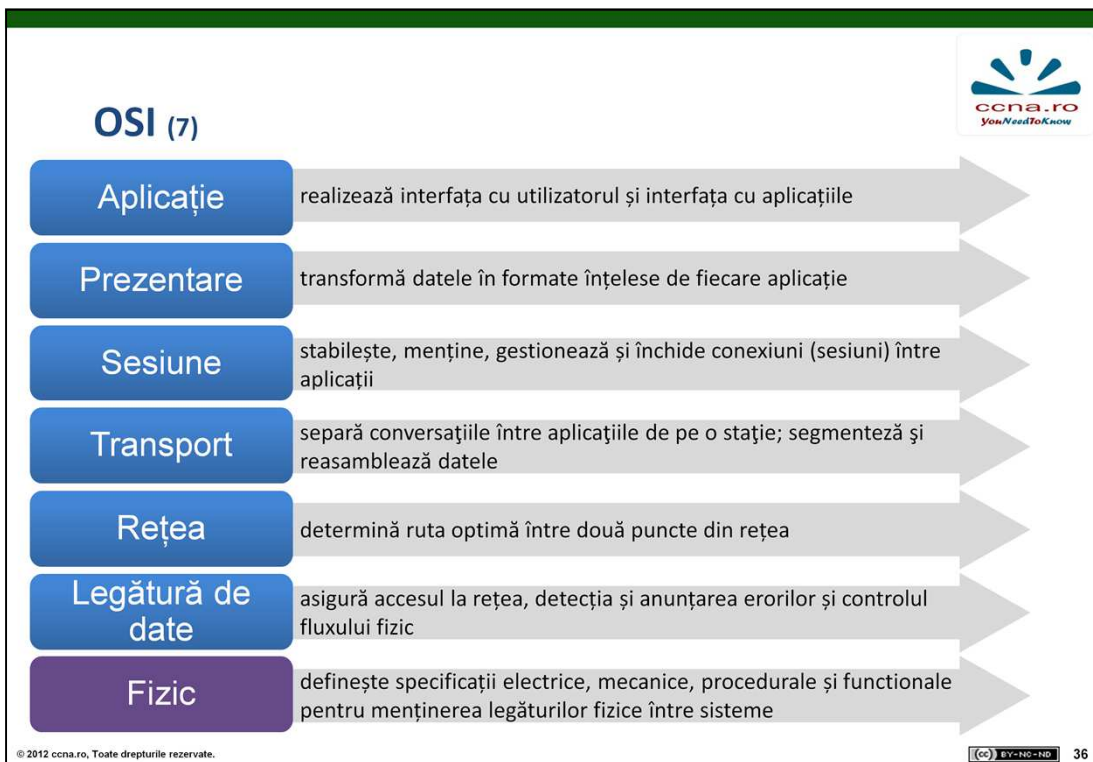 ccna.ro
YouNeedToKnow
OSI (7)
Aplicație
realizează interfața cu utilizatorul și interfața cu aplicațiile
Prezentare
transformă datele în formate înțelese de fiecare aplicație
Sesiune
stabilește, menține, gestionează și închide conexiuni (sesiuni) între
aplicații
Transport
separă conversaţiile între aplicaţiile de pe o staţie; segmenteză şi
reasamblează datele
Rețea
determină ruta optimă între două puncte din rețea
Legătură de
date
asigură accesul la rețea, detecția și anunțarea erorilor și controlul
fluxului fizic
Fizic
definește specificații electrice, mecanice, procedurale și functionale
pentru menținerea legăturilor fizice între sisteme
© 2012 ccna.ro, Toate drepturile rezervate.
(cc) BY-NC-ND 36